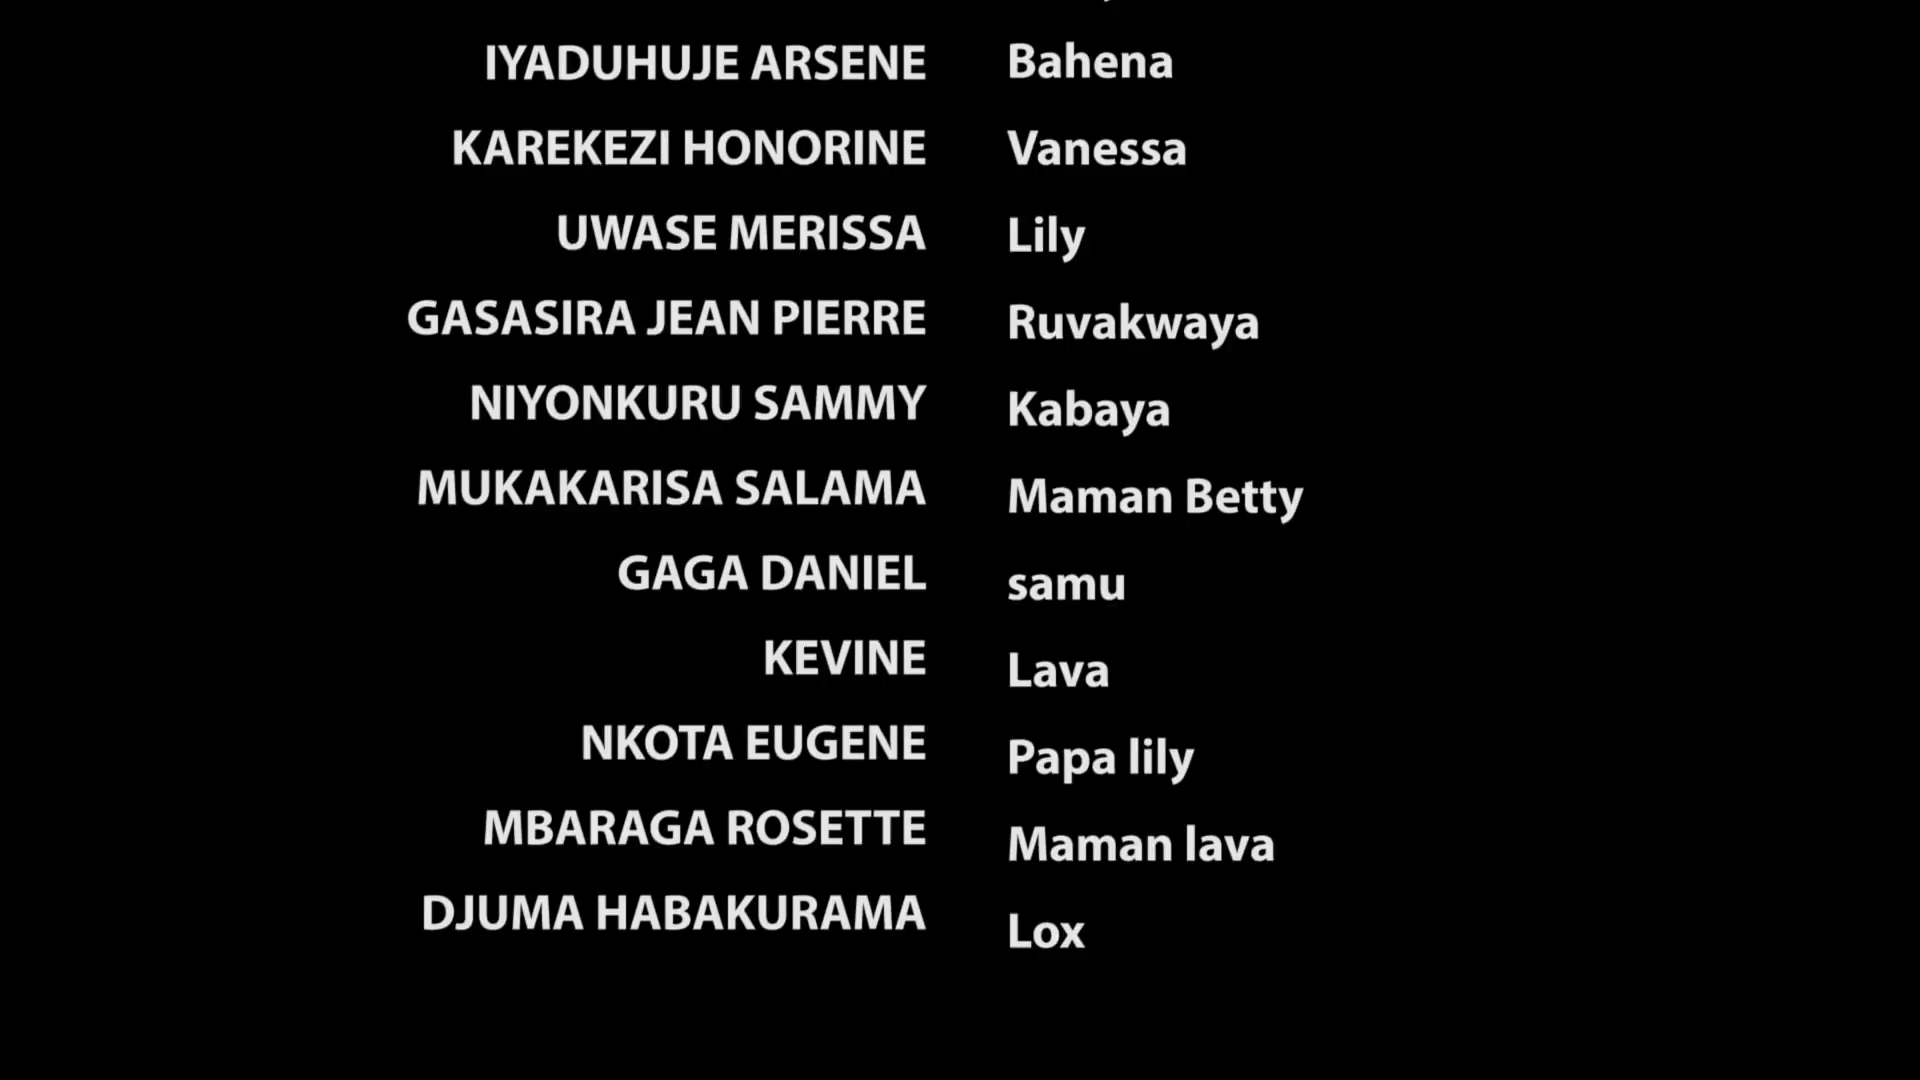 IYADUHUJE ARSENE Bahena
KAREKEZI HONORINE Vanessa
UWASE MERISSA Lily
GASASIRA JEAN PIERRE Ruvakwaya
NIYONKURU SAMMY Kabaya
MUKAKARISA SALAMA Maman Betty
GAGA DANIEL samu
KEVINE Lava
NKOTA EUGENE Papa lily
MBARAGA ROSETTE Maman lava
DJUMA HABAKURAMA Lox